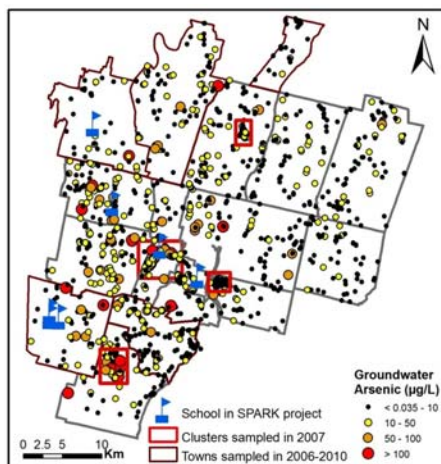 N
Groundwater
Arsenic (µg/L)
< 0.035 - 10
10 - 50
50 - 100
> 100
School in SPARK project
Clusters sampled in 2007
Towns sampled in 2006-2010
0 2.5 5 10
Km